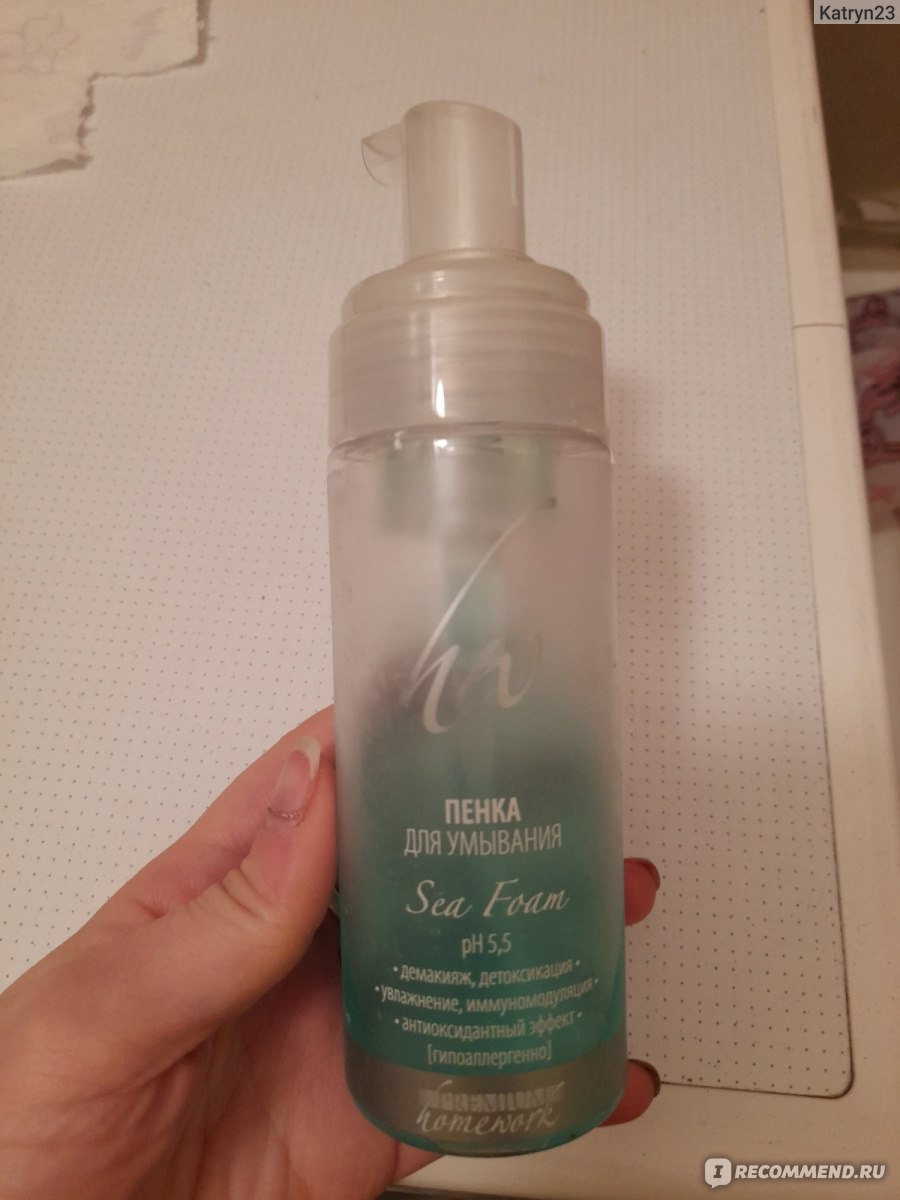 Katryn23
hw
ПЕНКА
ДЛЯ УМЫВАНИЯ
Sea Foam
pH 5,5
• демакияж, детоксикация •
• увлажнение, иммуномодуляция •
• антиоксидантный эффект •
[гипоаллергенно]
homework
IRECOMMEND.RU